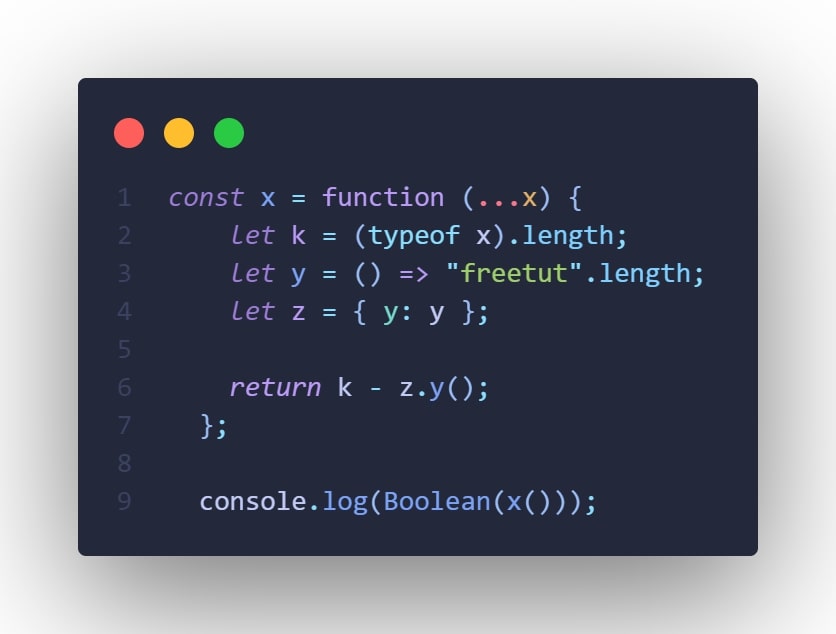 1 const x = function (...x) {
2 let k = (typeof x).length;
3 let y = () => "freetut".length;
4 let z = { y: y };
5
6 return k - z.y();
7 };
8
9 console.log(Boolean(x()));